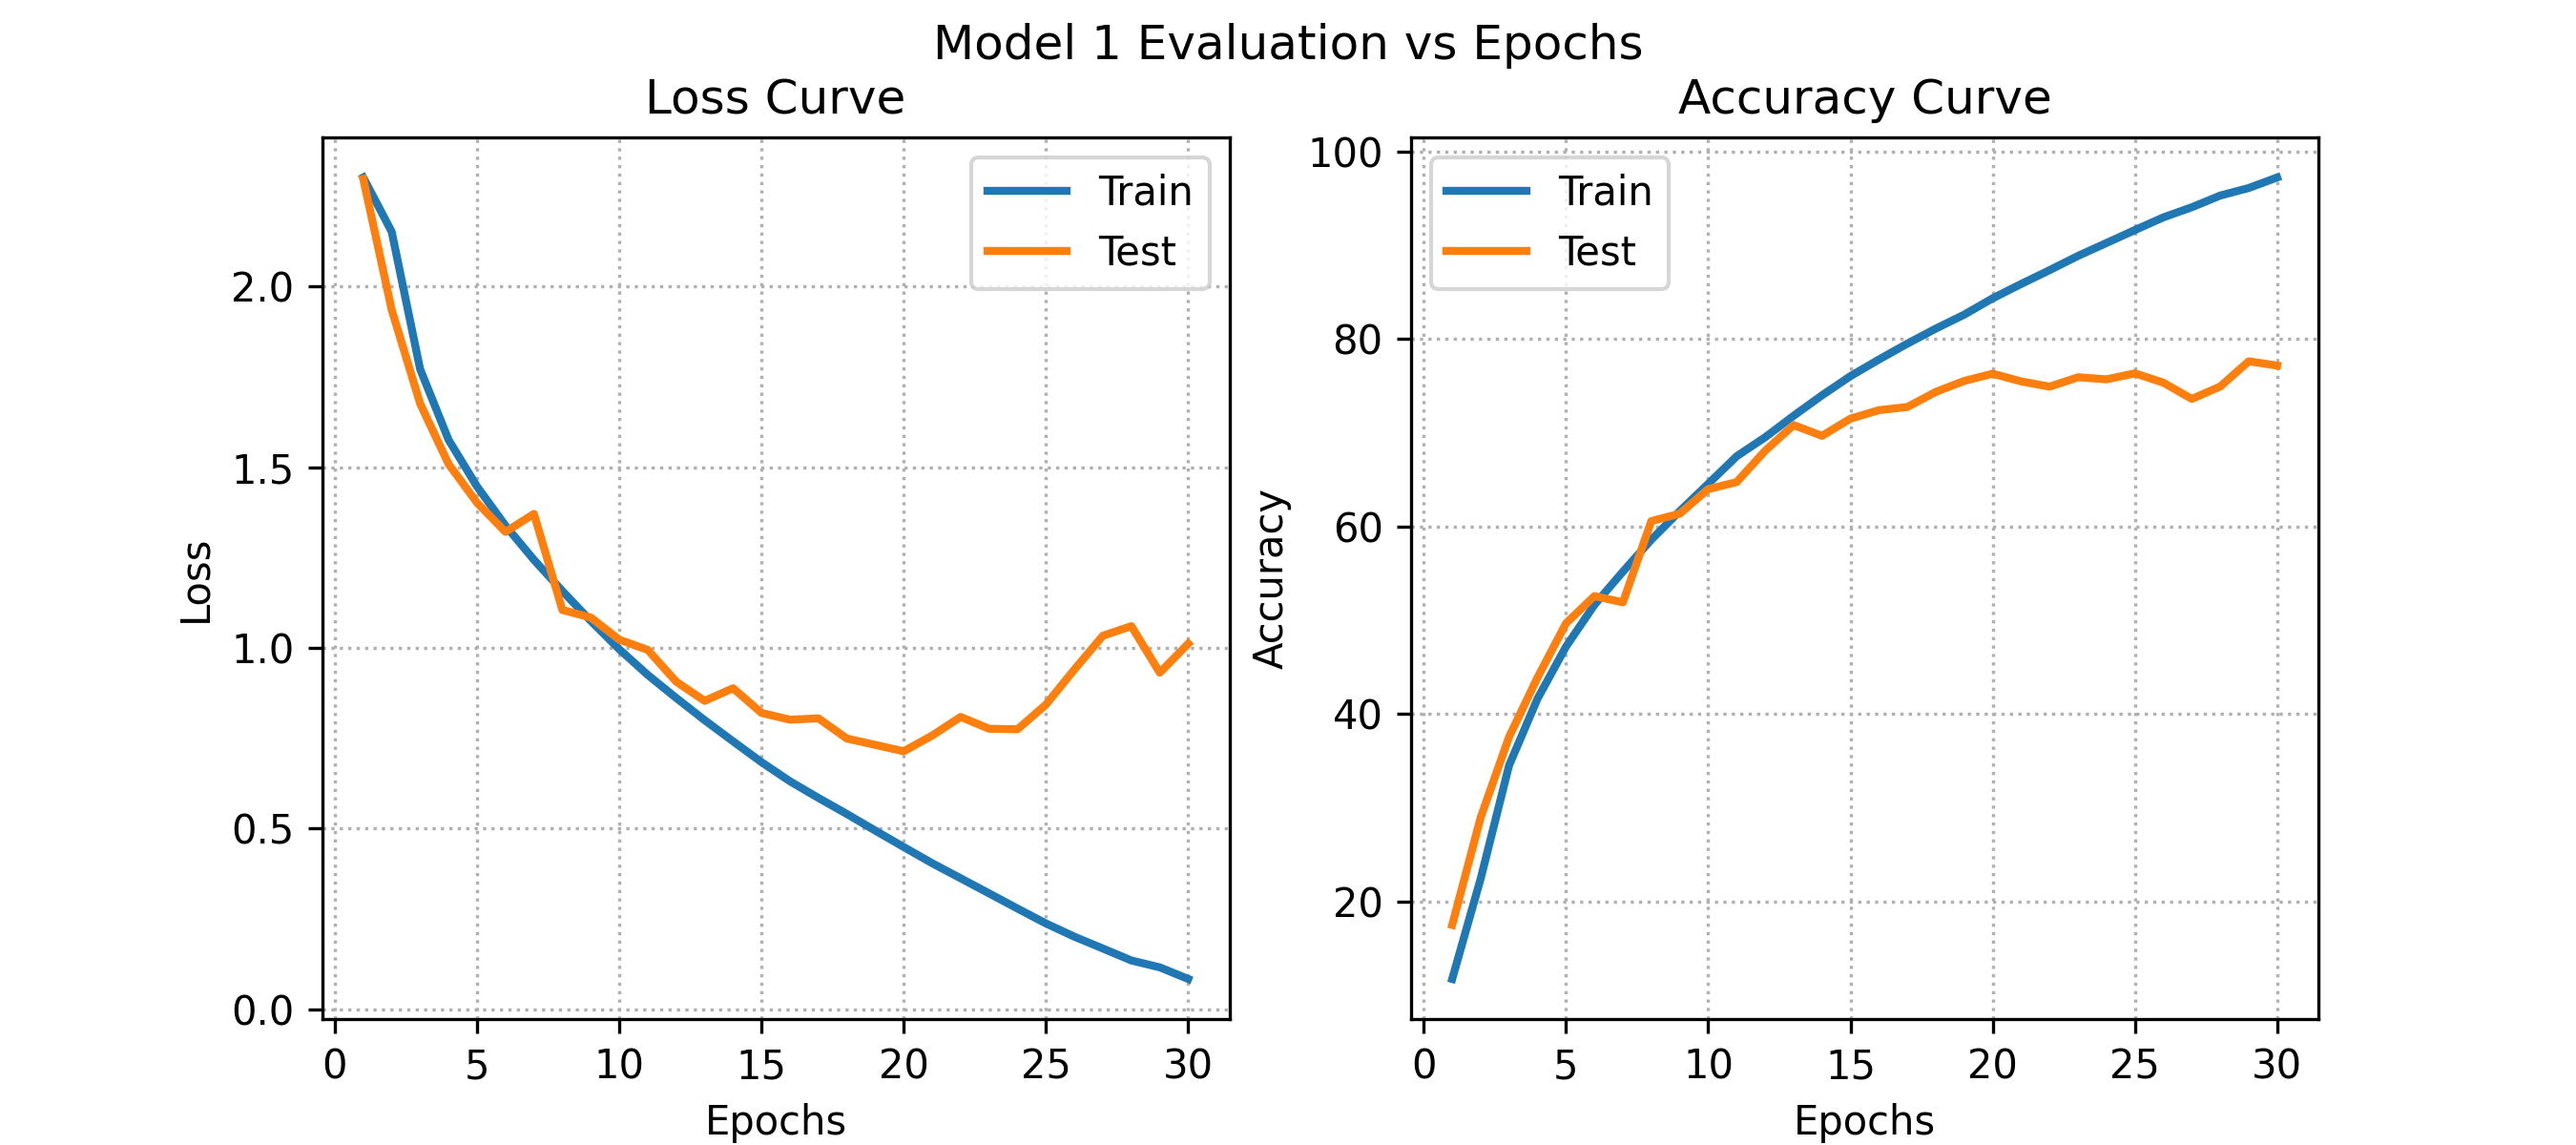 Model 1 Evaluation vs Epochs
Loss Curve
Loss
2.0
1.5
1.0
0.5
0.0
0 5 10 15 20 25 30
Epochs
Train
Test
Accuracy Curve
Accuracy
100
80
60
40
20
0 5 10 15 20 25 30
Epochs
Train
Test